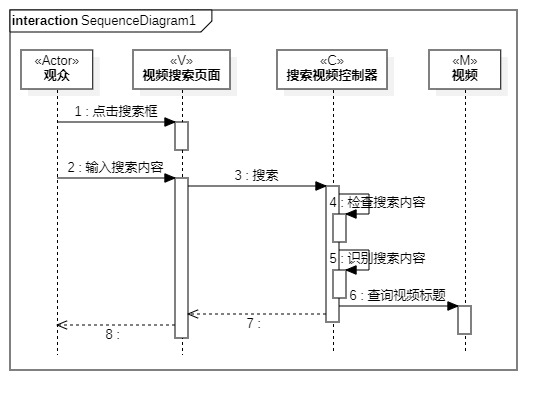 interaction SequenceDiagram1
«Actor»
观众
«V»
视频搜索页面
«C»
搜索视频控制器
«M»
视频
1 : 点击搜索框
2 : 输入搜索内容
3 : 搜索
4 : 检查搜索内容
5 : 识别搜索内容
6 : 查询视频标题
7 :
8 :